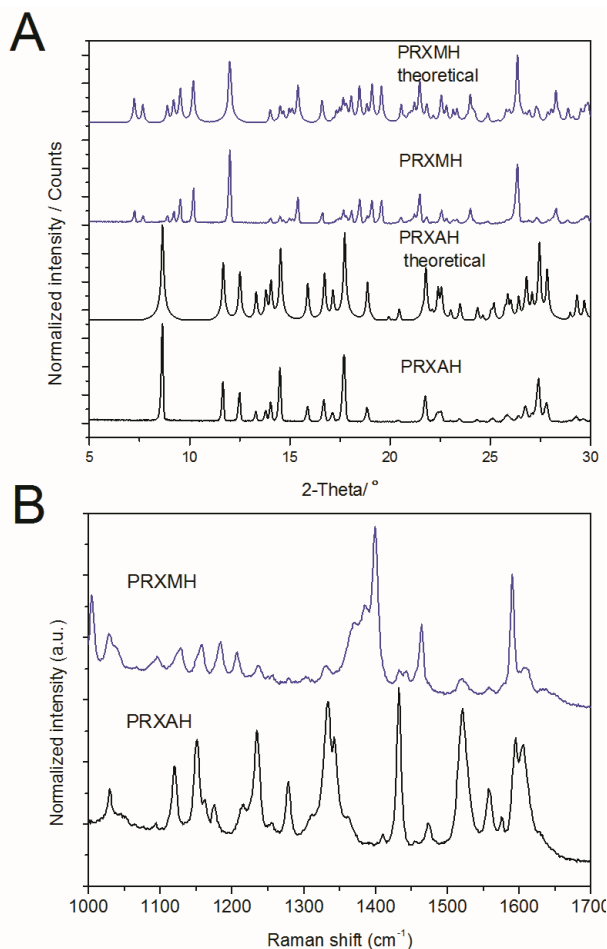 A
PRXMH
theoretical
PRXMH
PRXAH
theoretical
PRXAH
Normalized intensity / Counts
5 10 15 20 25 30
2-Theta/ °
B
PRXMH
PRXAH
Normalized intensity (a.u.)
1000 1100 1200 1300 1400 1500 1600 1700
Raman shift (cm⁻¹)